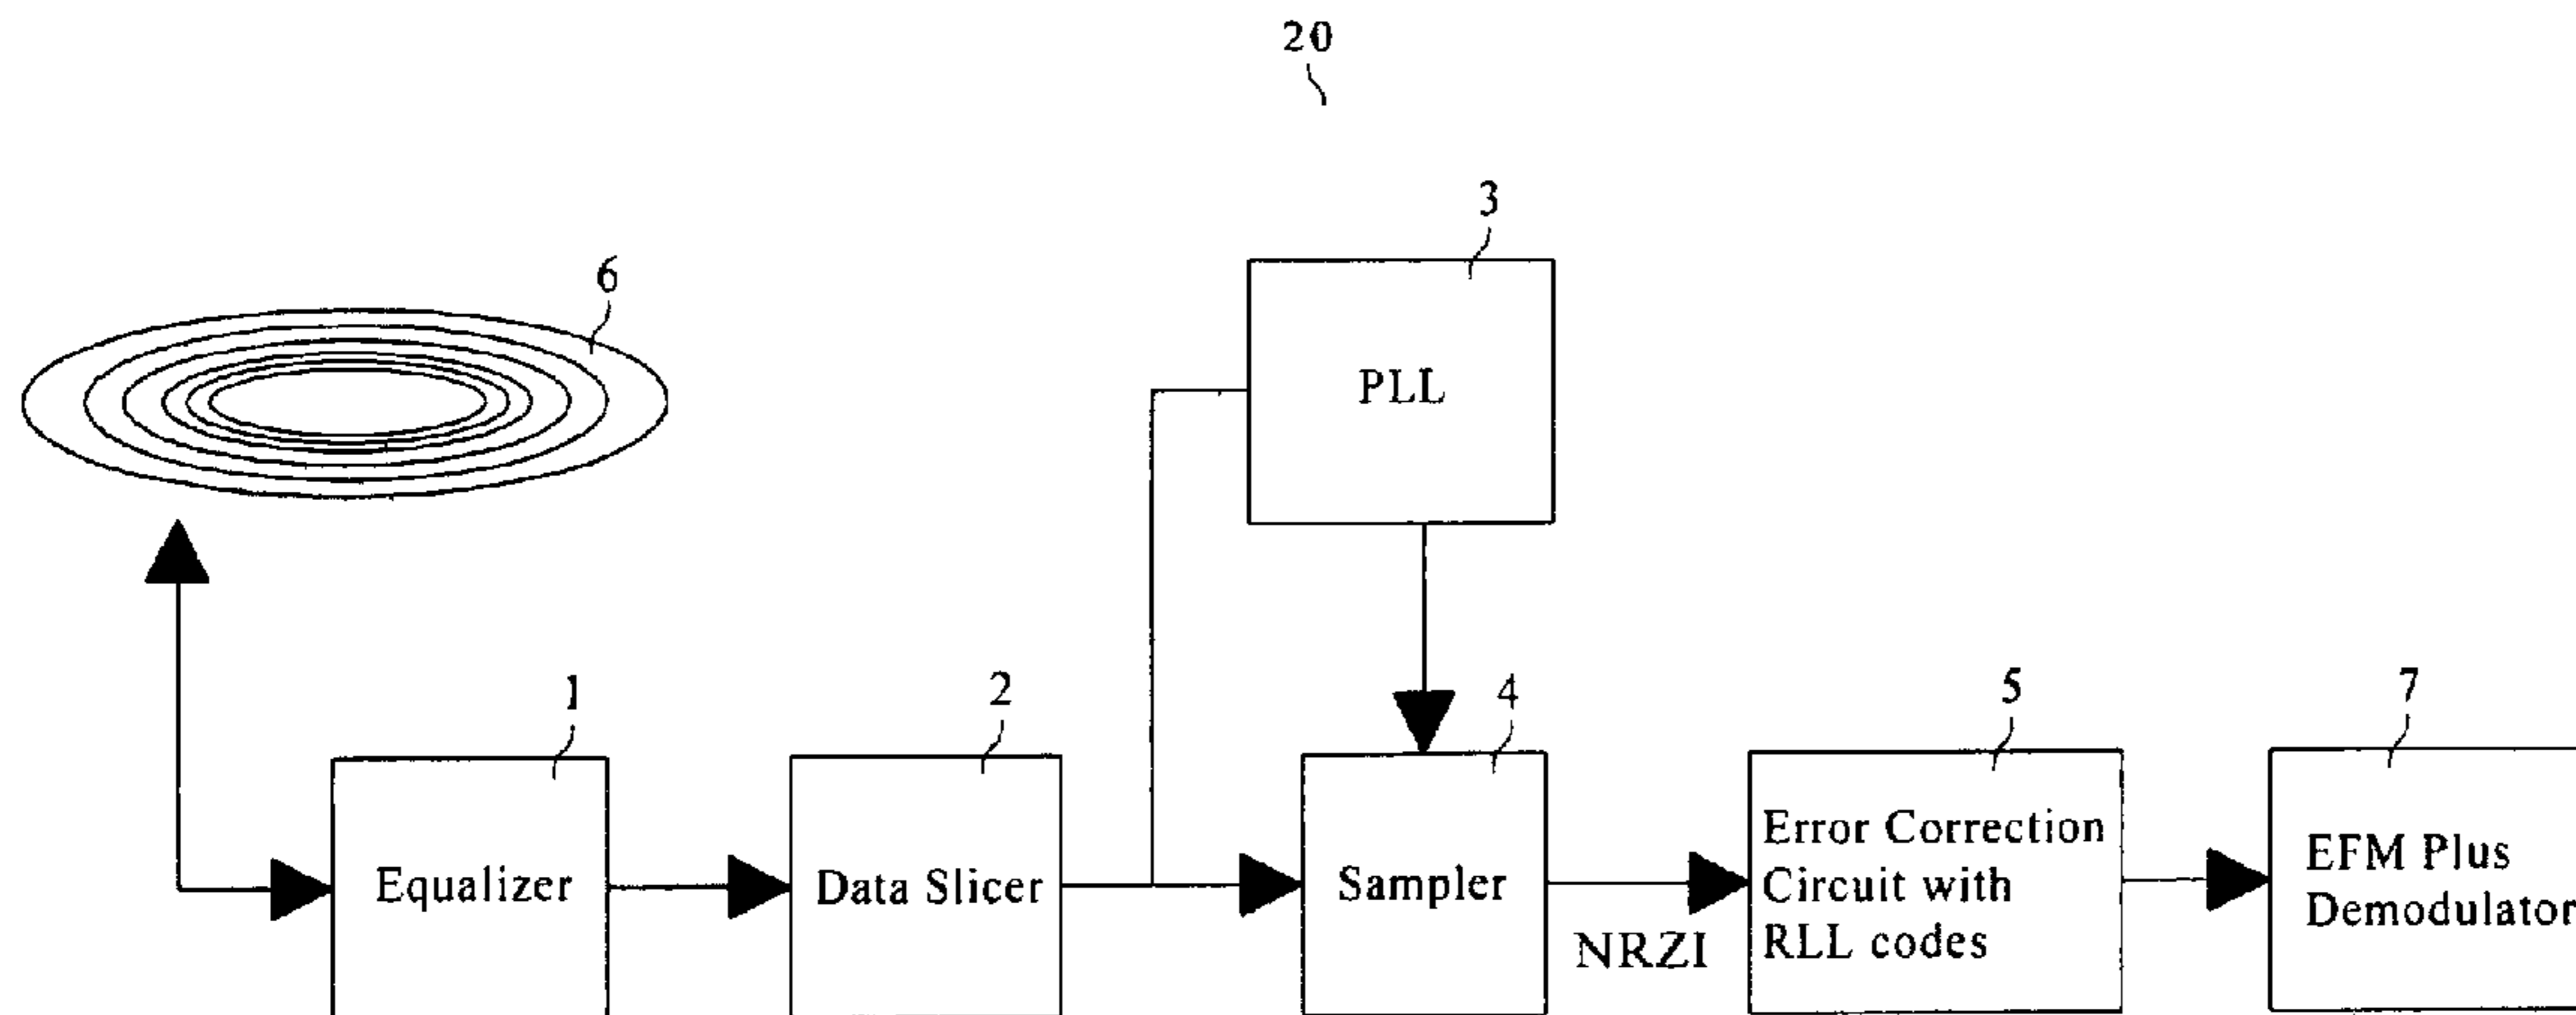 20
3
6
PLL
1
2
4
5
7
Equalizer
Data Slicer
Sampler
NRZI
Error Correction
Circuit with
RLL codes
EFM Plus
Demodulator